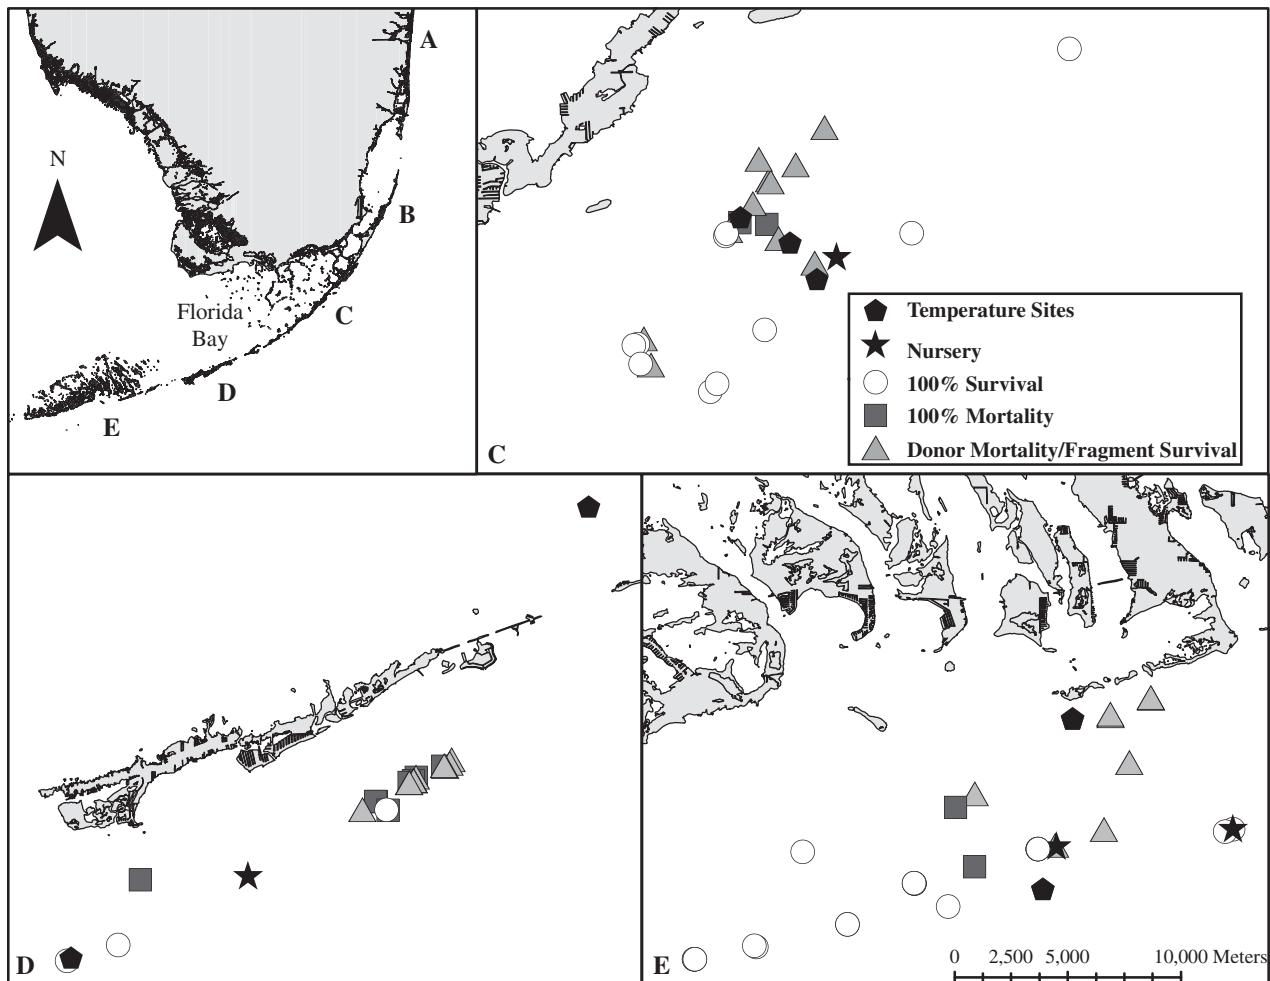 A
N
B
Florida
Bay
C
D
E
Temperature Sites
Nursery
100% Survival
100% Mortality
Donor Mortality/Fragment Survival
C
D
E
0 2,500 5,000 10,000 Meters